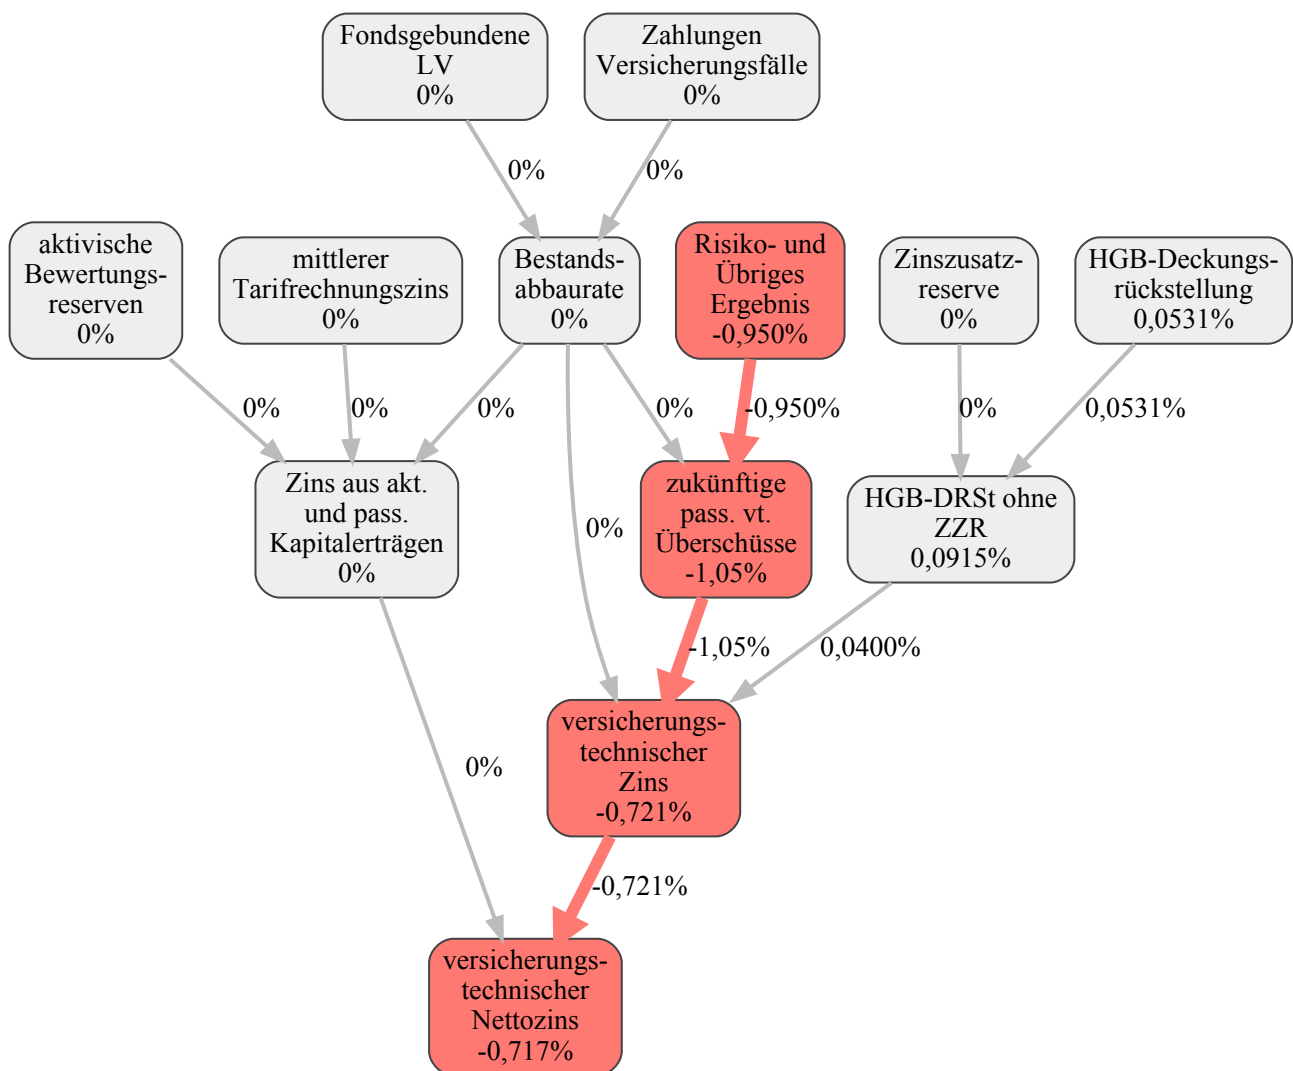 Fondsgebundene
LV
0%
Zahlungen
Versicherungsfälle
0%
0%
0%
aktivische
Bewertungs-
reserven
0%
mittlerer
Tarifrechnungszins
0%
Bestands-
abbaurate
0%
Risiko- und
Übriges
Ergebnis
-0,950%
Zinszusatz-
reserve
0%
HGB-Deckungs-
rückstellung
0,0531%
0%
0%
0%
0%
-0,950%
0%
0,0531%
Zins aus akt.
und pass.
Kapitalerträgen
0%
0%
zukünftige
pass. vt.
Überschüsse
-1,05%
HGB-DRSt ohne
ZZR
0,0915%
-1,05%
0,0400%
0%
versicherungs-
technischer
Zins
-0,721%
-0,721%
versicherungs-
technischer
Nettozins
-0,717%